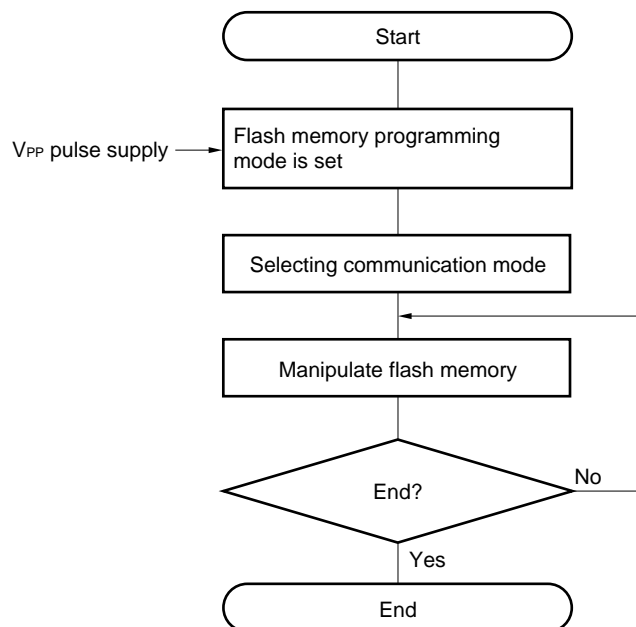 Start
VPP pulse supply
Flash memory programming
mode is set
Selecting communication mode
Manipulate flash memory
End?
No
Yes
End